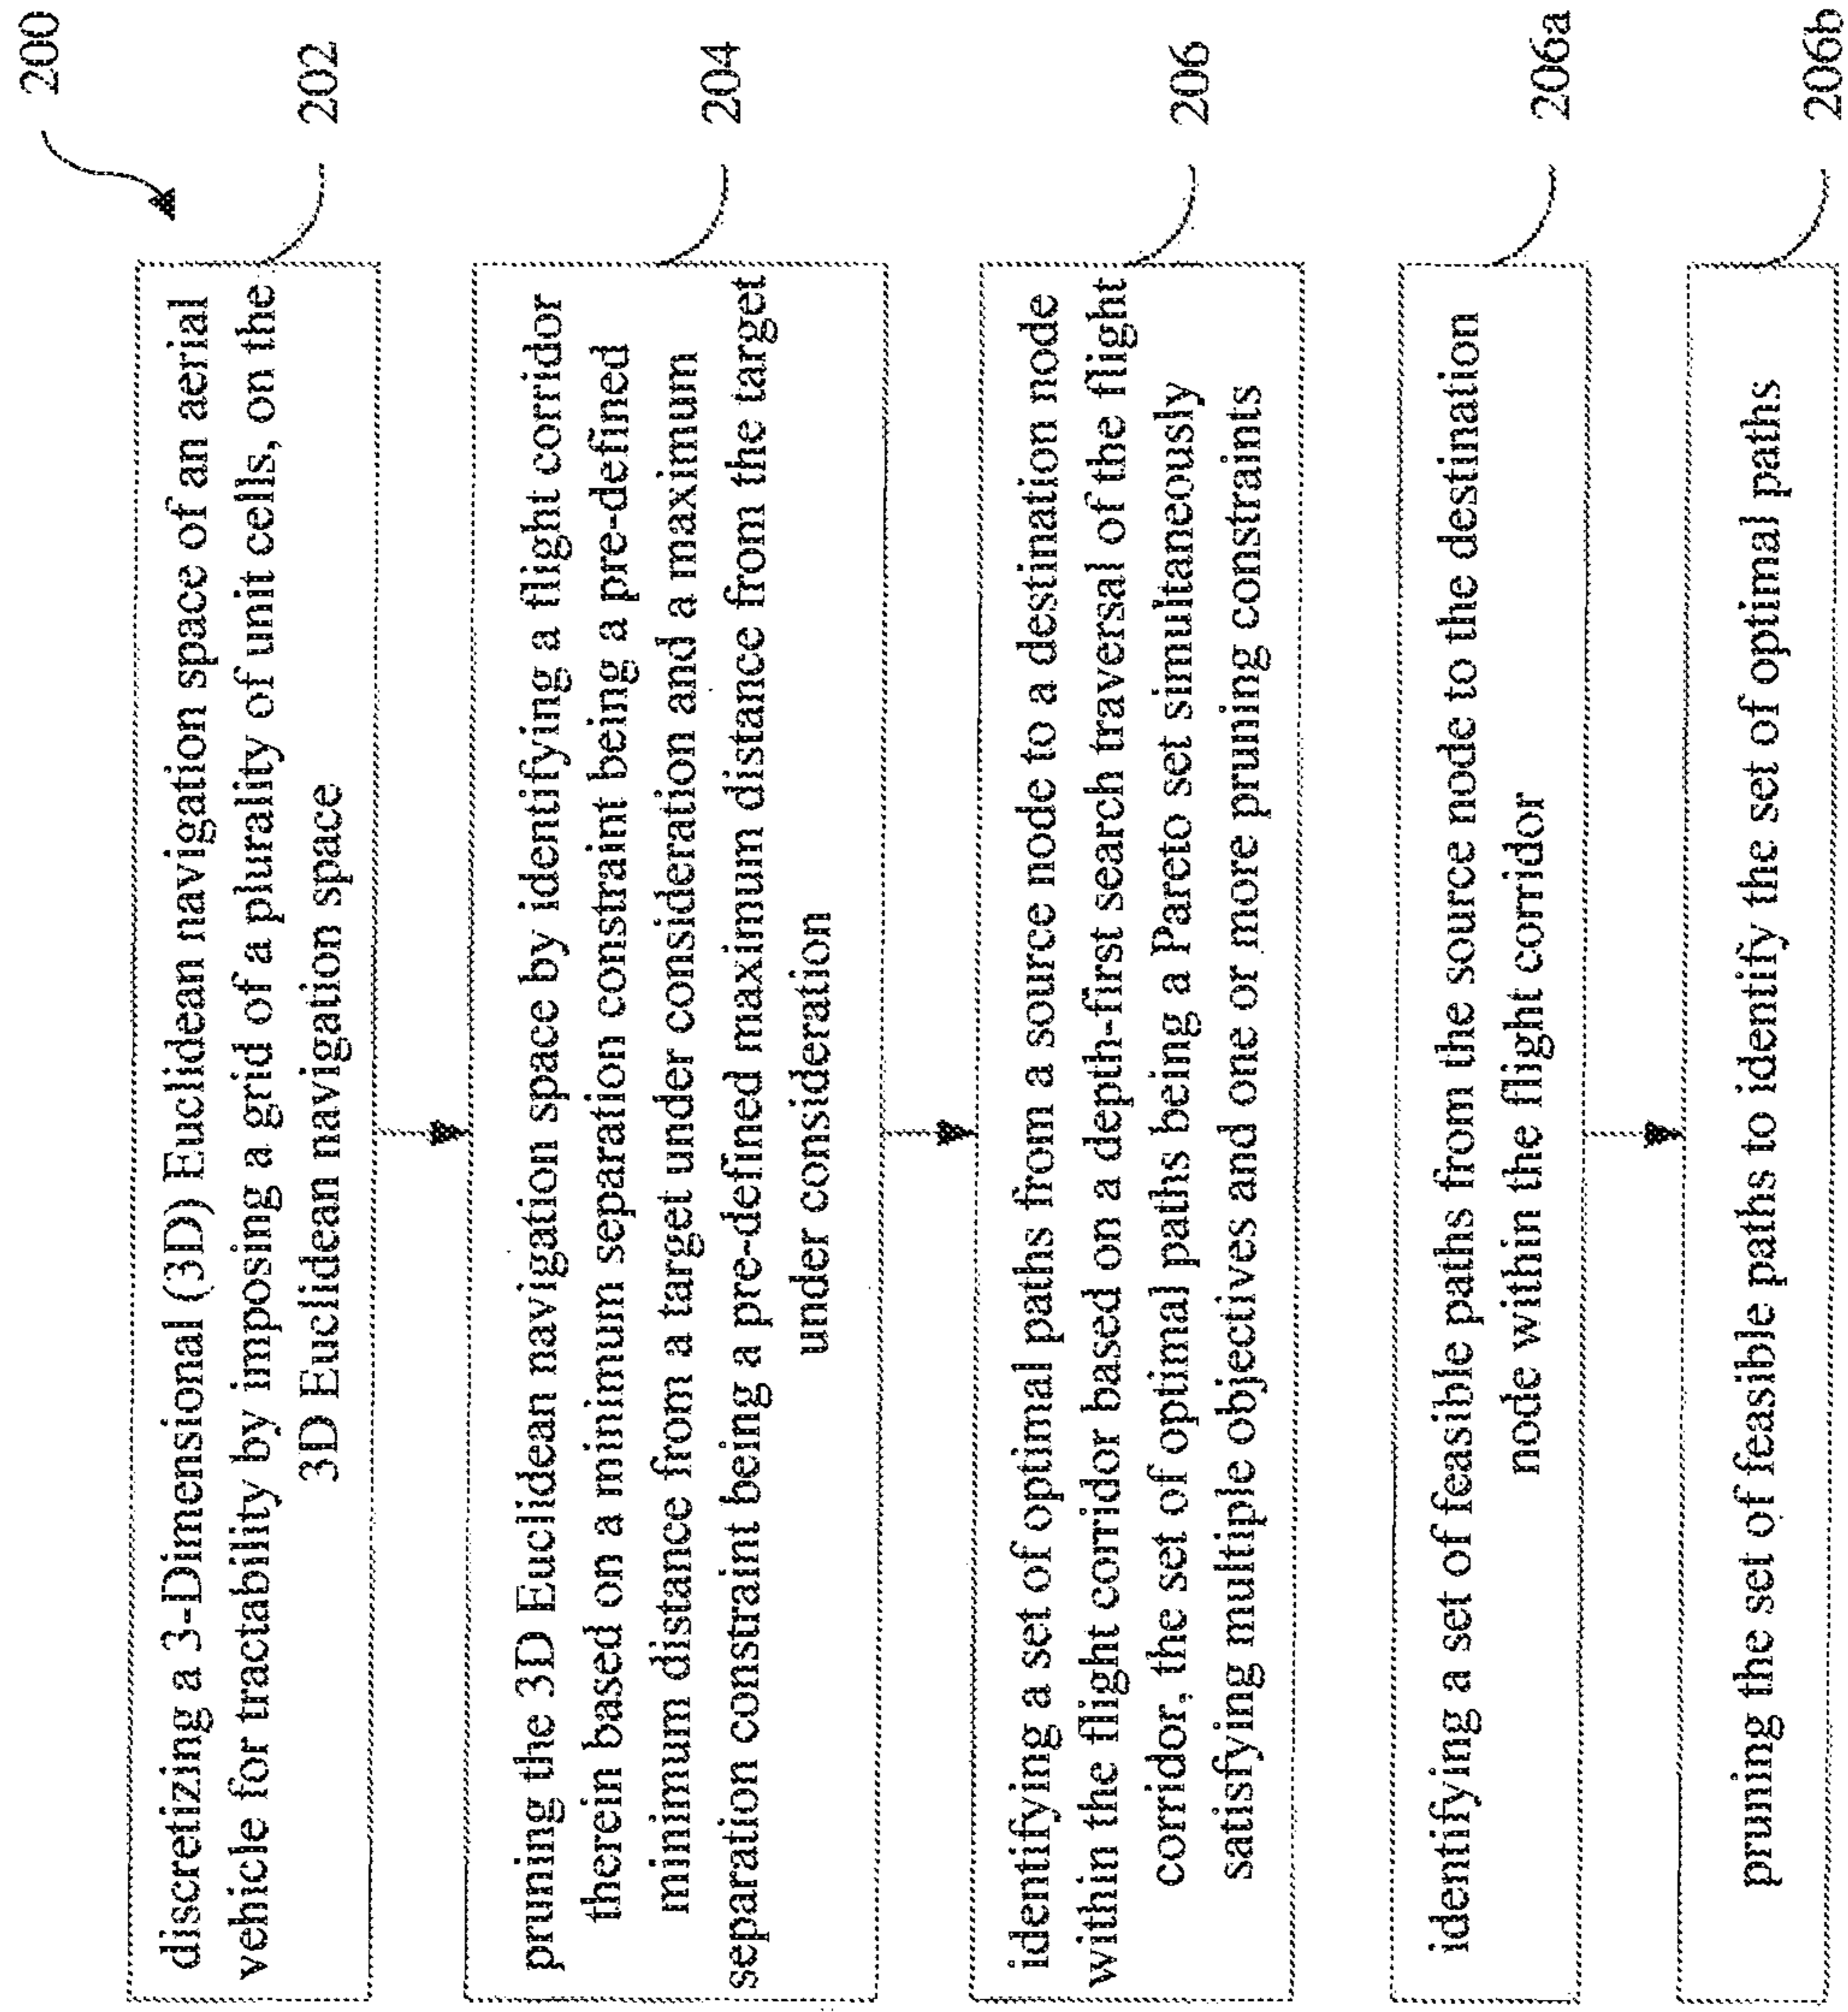 200
discretizing a 3-Dimensional (3D) Euclidean navigation space of an aerial
vehicle for tractability by imposing a grid of a plurality of unit cells, on the
3D Euclidean navigation space
202
pruning the 3D Euclidean navigation space by identifying a flight corridor
therein based on a minimum separation constraint being a pre-defined
minimum distance from a target under consideration and a maximum
separation constraint being a pre-defined maximum distance from the target
under consideration
204
identifying a set of optimal paths from a source node to a destination node
within the flight corridor based on a depth-first search traversal of the flight
corridor, the set of optimal paths being a Pareto set simultaneously
satisfying multiple objectives and one or more pruning constraints
206
identifying a set of feasible paths from the source node to the destination
node within the flight corridor
206a
pruning the set of feasible paths to identify the set of optimal paths
206b